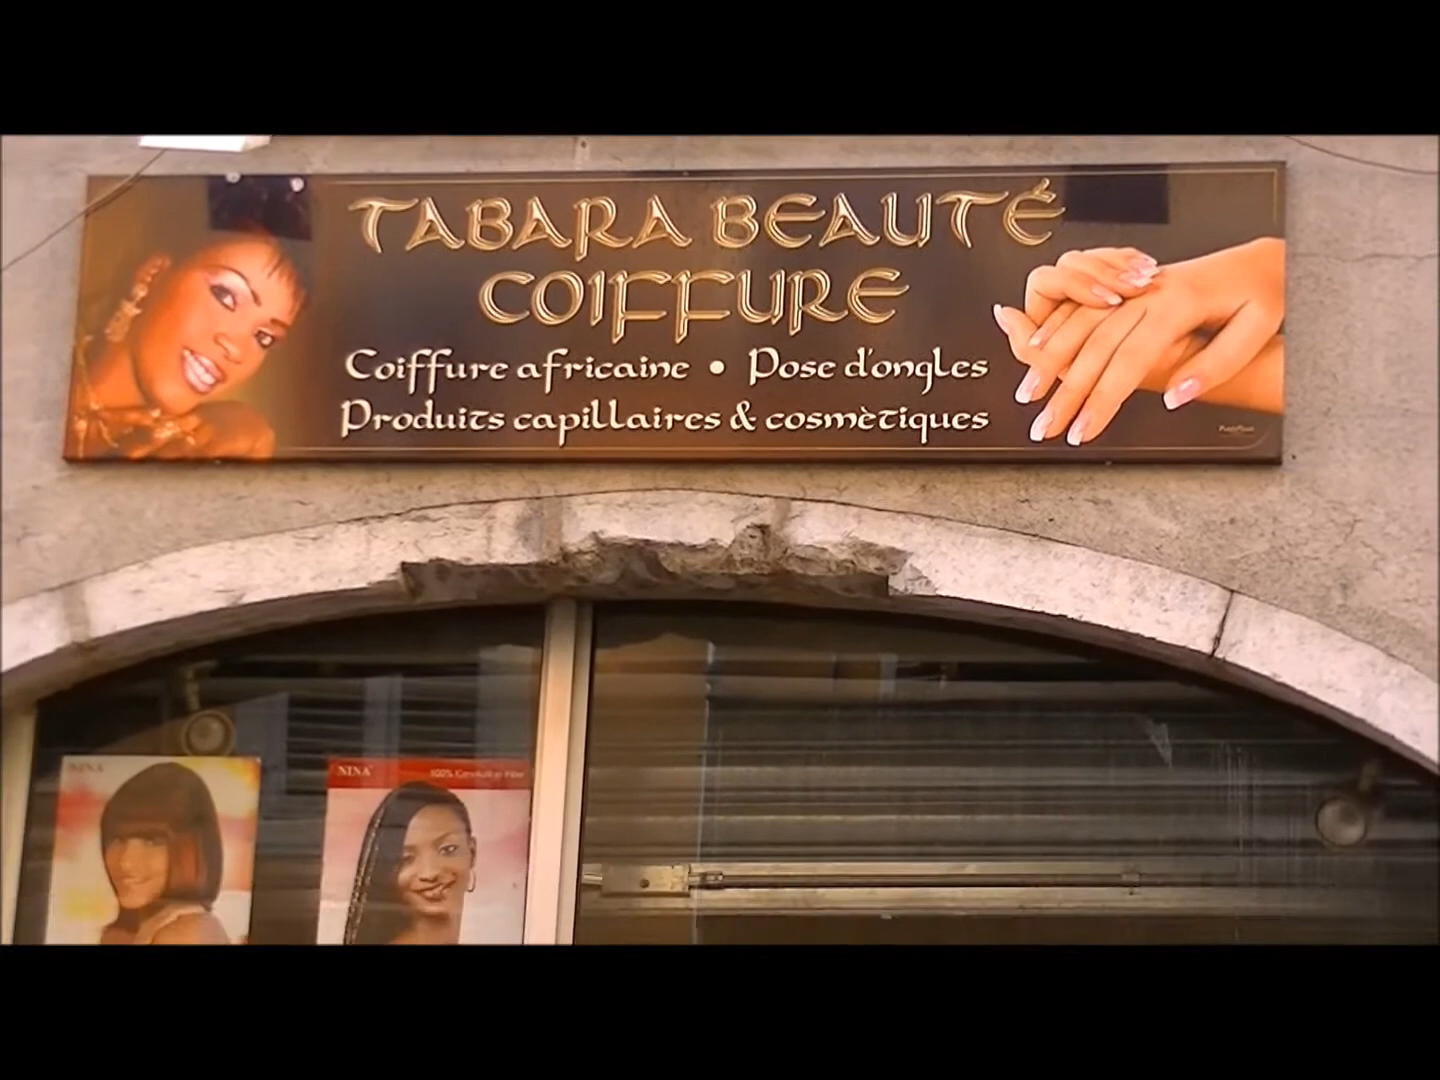 TABARA BEAUTÉ
COIFFURE
Coiffure africaine • Pose d'ongles
Produits capillaires & cosmètiques
NINA
NINA